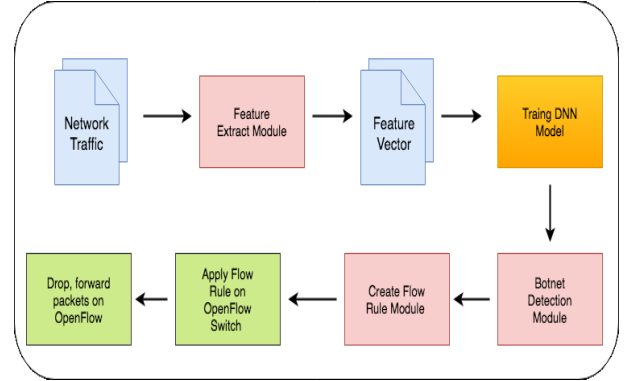 Network
Traffic
Feature
Extract Module
Feature
Vector
Traing DNN
Model
Drop, forward
packets on
OpenFlow
Apply Flow
Rule on
OpenFlow
Switch
Create Flow
Rule Module
Botnet
Detection
Module